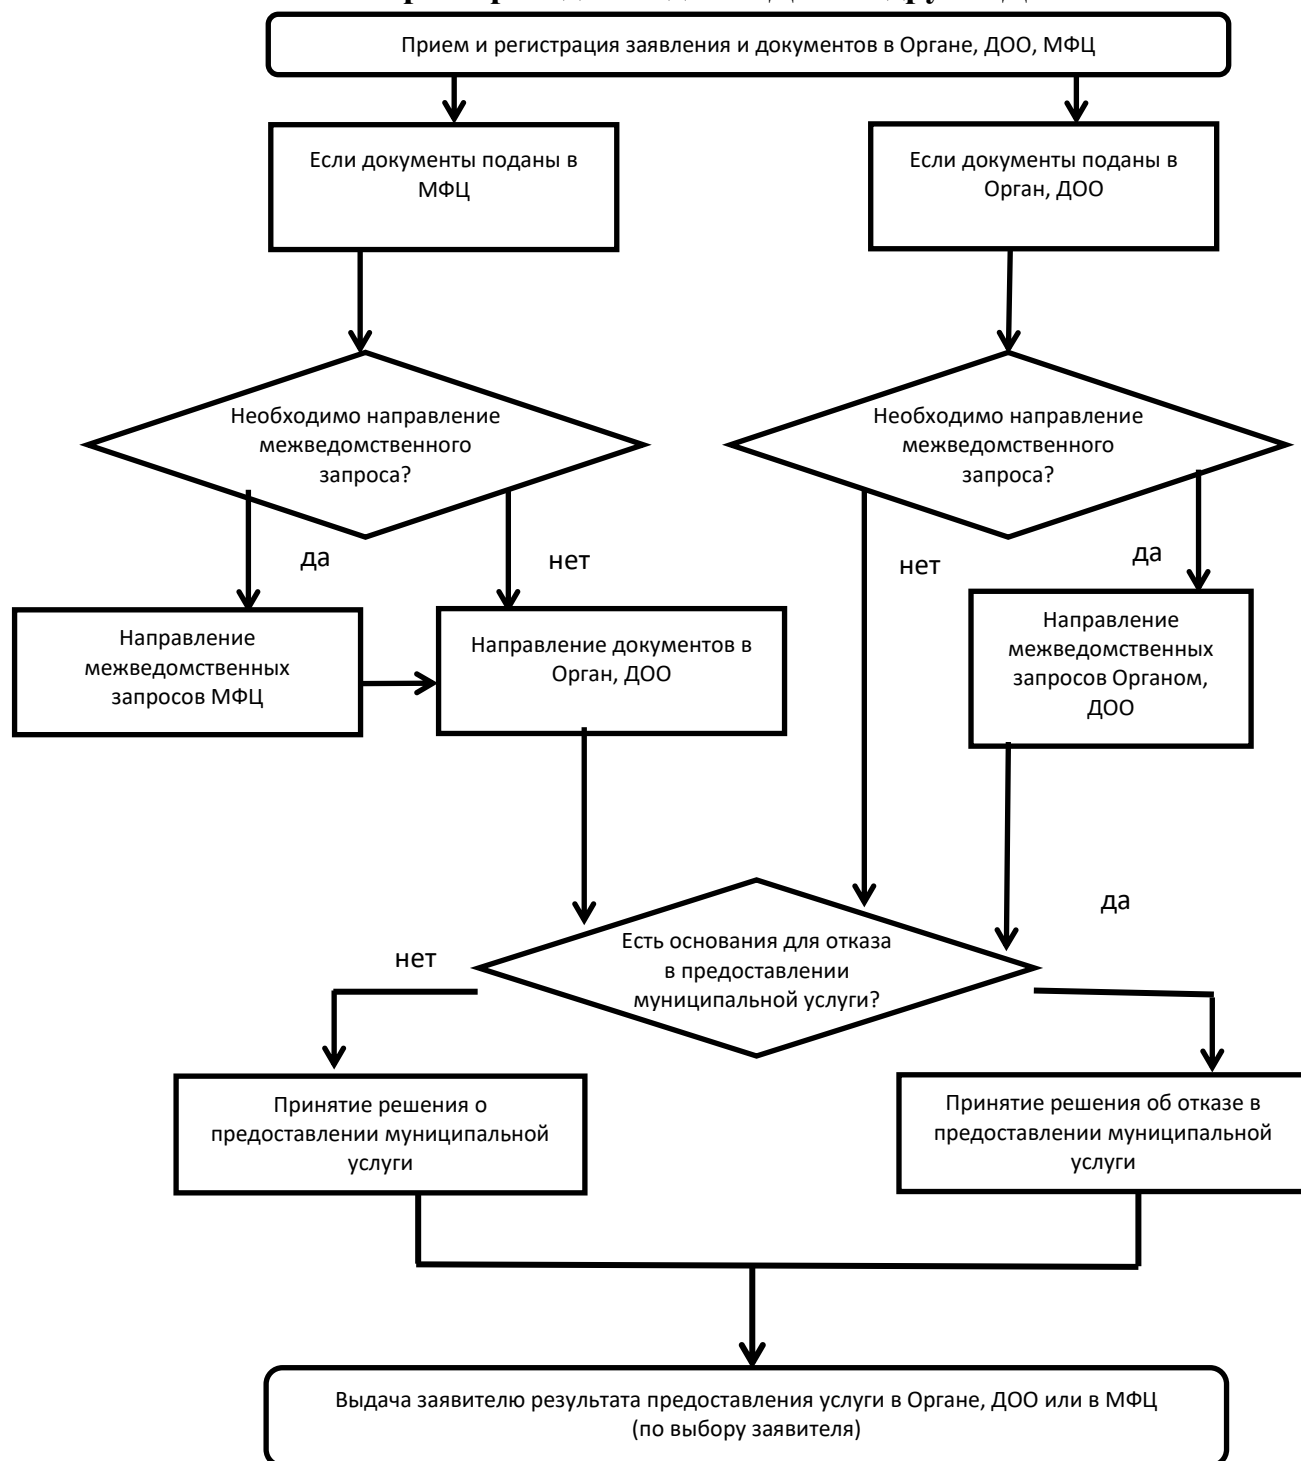 Прием и регистрация заявления и документов в Органе, ДОО, МФЦ
Если документы поданы в
МФЦ
Если документы поданы в
Орган, ДОО
Необходимо направление
межведомственного
запроса?
Необходимо направление
межведомственного
запроса?
да
нет
нет
да
Направление
межведомственных
запросов МФЦ
Направление документов в
Орган, ДОО
Направление
межведомственных
запросов Органом,
ДОО
да
нет
Есть основания для отказа
в предоставлении
муниципальной услуги?
Принятие решения о
предоставлении муниципальной
услуги
Принятие решения об отказе в
предоставлении муниципальной
услуги
Выдача заявителю результата предоставления услуги в Органе, ДОО или в МФЦ
(по выбору заявителя)